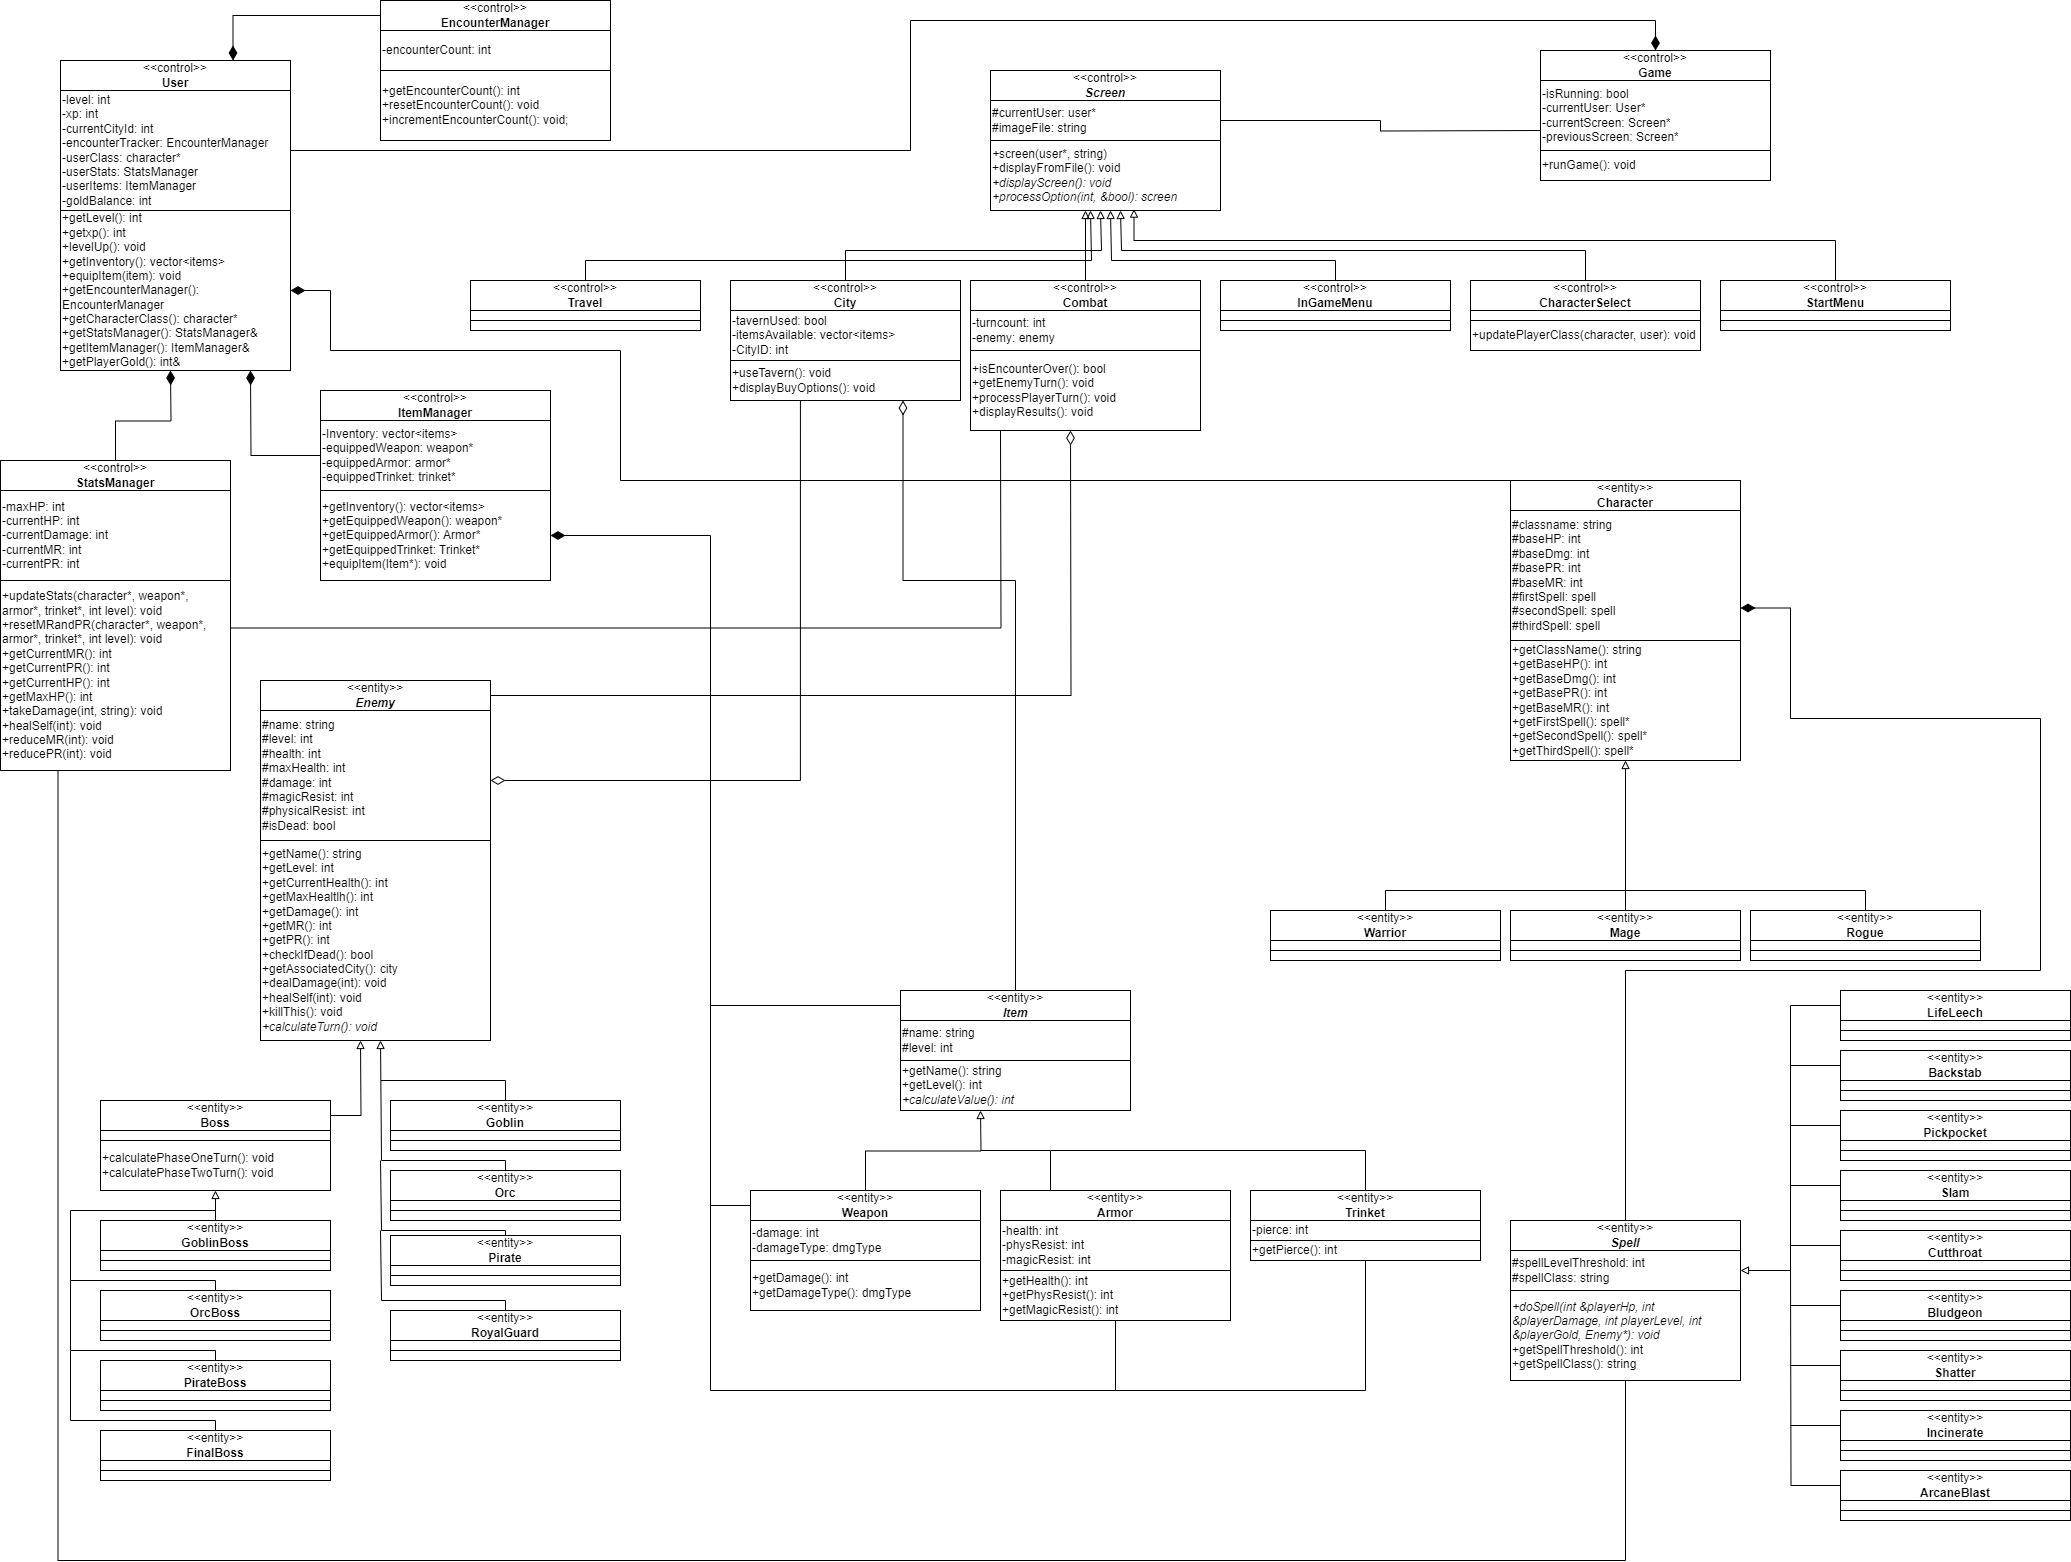 <<control>>
EncounterManager
-encounterCount: int
+getEncounterCount(): int
+resetEncounterCount(): void
+incrementEncounterCount(): void;
<<control>>
User
-level: int
-xp: int
-currentCityId: int
-encounterTracker: EncounterManager
-userClass: character*
-userStats: StatsManager
-userItems: ItemManager
-goldBalance: int
+getLevel(): int
+getxp(): int
+levelUp(): void
+getInventory(): vector<items>
+equipItem(item): void
+getEncounterManager():
EncounterManager
+getCharacterClass(): character*
+getStatsManager(): StatsManager&
+getItemManager(): ItemManager&
+getPlayerGold(): int&
<<control>>
Screen
#currentUser: user*
#imageFile: string
+screen(user*, string)
+displayFromFile(): void
+displayScreen(): void
+processOption(int, &bool): screen
<<control>>
Game
-isRunning: bool
-currentUser: User*
-currentScreen: Screen*
-previousScreen: Screen*
+runGame(): void
<<control>>
Travel
<<control>>
City
-tavernUsed: bool
-itemsAvailable: vector<items>
-CityID: int
+useTavern(): void
+displayBuyOptions(): void
<<control>>
Combat
-turncount: int
-enemy: enemy
+isEncounterOver(): bool
+getEnemyTurn(): void
+processPlayerTurn(): void
+displayResults(): void
<<control>>
InGameMenu
<<control>>
CharacterSelect
+updatePlayerClass(character, user): void
<<control>>
StartMenu
<<control>>
ItemManager
-Inventory: vector<items>
-equippedWeapon: weapon*
-equippedArmor: armor*
-equippedTrinket: trinket*
+getInventory(): vector<items>
+getEquippedWeapon(): weapon*
+getEquippedArmor(): Armor*
+getEquippedTrinket: Trinket*
+equipItem(Item*): void
<<control>>
StatsManager
-maxHP: int
-currentHP: int
-currentDamage: int
-currentMR: int
-currentPR: int
+updateStats(character*, weapon*,
armor*, trinket*, int level): void
+resetMRandPR(character*, weapon*,
armor*, trinket*, int level): void
+getCurrentMR(): int
+getCurrentPR(): int
+getCurrentHP(): int
+getMaxHP(): int
+takeDamage(int, string): void
+healSelf(int): void
+reduceMR(int): void
+reducePR(int): void
<<entity>>
Character
#classname: string
#baseHP: int
#baseDmg: int
#basePR: int
#baseMR: int
#firstSpell: spell
#secondSpell: spell
#thirdSpell: spell
+getClassName(): string
+getBaseHP(): int
+getBaseDmg(): int
+getBasePR(): int
+getBaseMR(): int
+getFirstSpell(): spell*
+getSecondSpell(): spell*
+getThirdSpell(): spell*
<<entity>>
Enemy
#name: string
#level: int
#health: int
#maxHealth: int
#damage: int
#magicResist: int
#physicalResist: int
#isDead: bool
+getName(): string
+getLevel: int
+getCurrentHealth(): int
+getMaxHealtlh(): int
+getDamage(): int
+getMR(): int
+getPR(): int
+checkIfDead(): bool
+getAssociatedCity(): city
+dealDamage(int): void
+healSelf(int): void
+killThis(): void
+calculateTurn(): void
<<entity>>
Warrior
<<entity>>
Mage
<<entity>>
Rogue
<<entity>>
Item
#name: string
#level: int
+getName(): string
+getLevel(): int
+calculateValue(): int
<<entity>>
Boss
+calculatePhaseOneTurn(): void
+calculatePhaseTwoTurn(): void
<<entity>>
Goblin
<<entity>>
Orc
<<entity>>
Pirate
<<entity>>
RoyalGuard
<<entity>>
GoblinBoss
<<entity>>
OrcBoss
<<entity>>
PirateBoss
<<entity>>
FinalBoss
<<entity>>
Weapon
-damage: int
-damageType: dmgType
+getDamage(): int
+getDamageType(): dmgType
<<entity>>
Armor
-health: int
-physResist: int
-magicResist: int
+getHealth(): int
+getPhysResist(): int
+getMagicResist(): int
<<entity>>
Trinket
-pierce: int
+getPierce(): int
<<entity>>
Spell
#spellLevelThreshold: int
#spellClass: string
+doSpell(int &playerHp, int
&playerDamage, int playerLevel, int
&playerGold, Enemy*): void
+getSpellThreshold(): int
+getSpellClass(): string
<<entity>>
LifeLeech
<<entity>>
Backstab
<<entity>>
Pickpocket
<<entity>>
Slam
<<entity>>
Cutthroat
<<entity>>
Bludgeon
<<entity>>
Shatter
<<entity>>
Incinerate
<<entity>>
ArcaneBlast